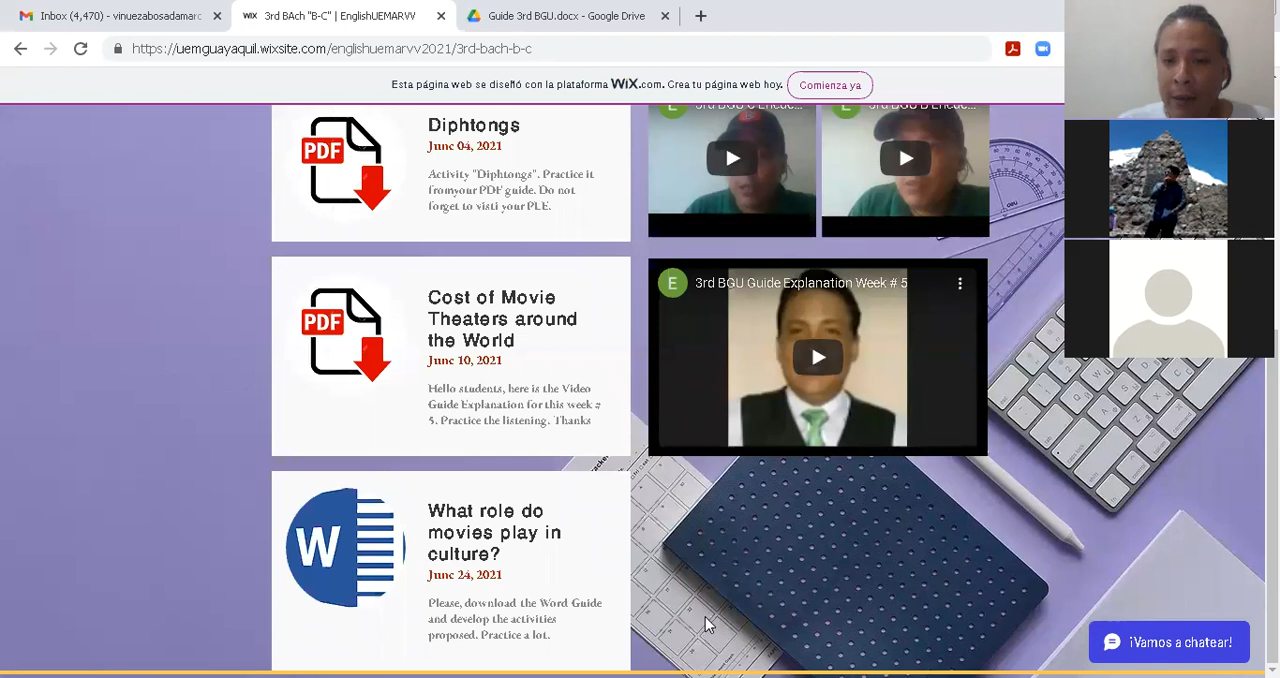 Inbox (4,470) - vinuezabosadamarc
3rd BAch "B-C" | EnglishUEMARVV
Guide 3rd BGU.docx - Google Drive
https://uemguayaquil.wixsite.com/englishuemarvv2021/3rd-bach-b-c
Esta página web se diseñó con la plataforma WiX.com. Crea tu página web hoy. Comienza ya
PDF
Diphtongs
June 04, 2021
Activity "Diphtongs". Practice it
fromyour PDF guide. Do not
forget to visti your PLE.
PDF
Cost of Movie
Theaters around
the World
June 10, 2021
Hello students, here is the Video
Guide Explanation for this week #
5. Practice the listening. Thanks
E 3rd BGU Guide Explanation Week # 5
W
What role do
movies play in
culture?
June 24, 2021
Please, download the Word Guide
and develop the activities
proposed. Practice a lot.
¡Vamos a chatear!